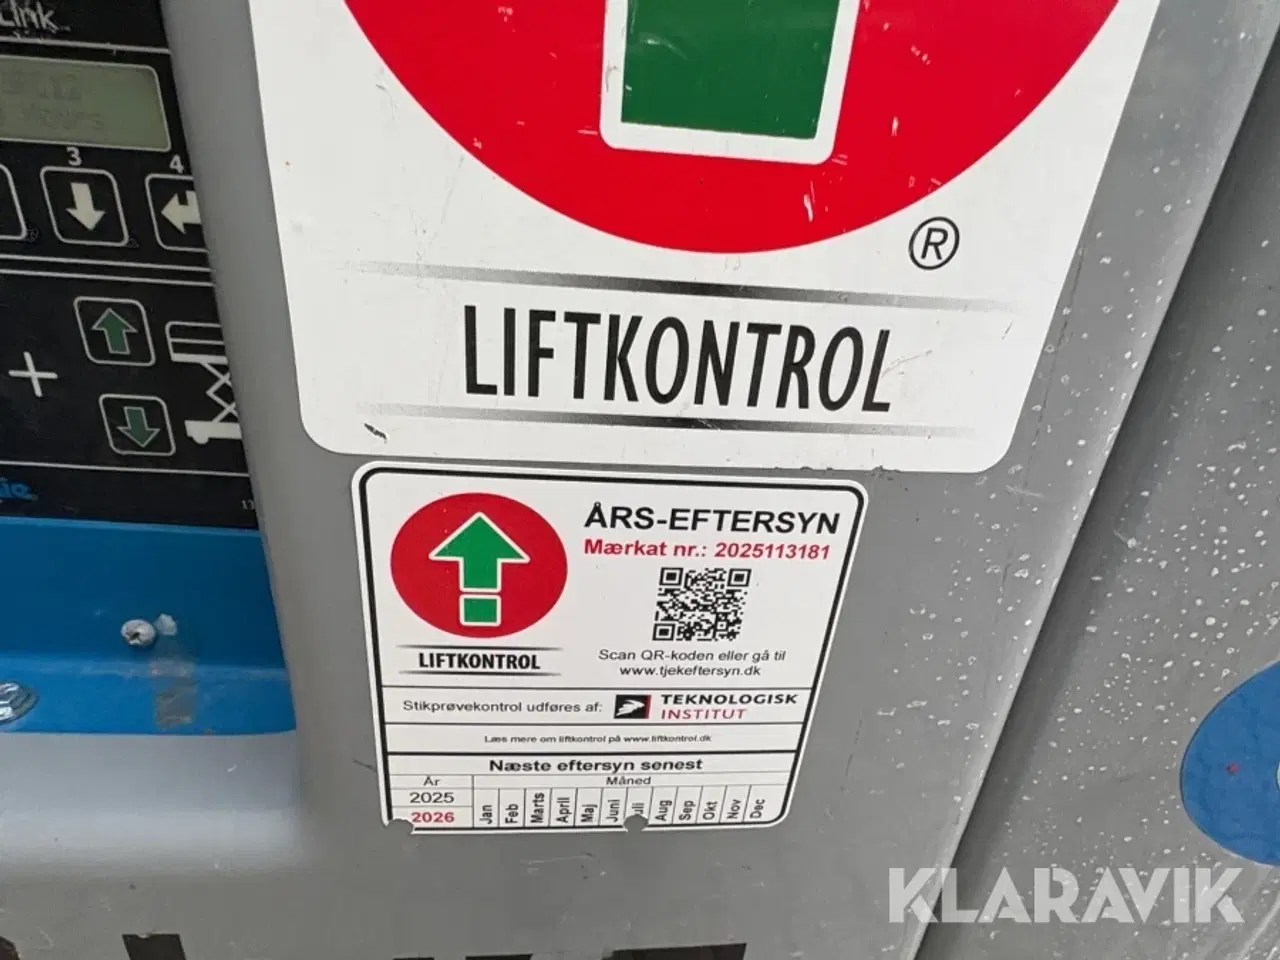 Link
3
4
+
®
LIFTKONTROL
ÅRS-EFTERSYN
Mærkat nr.: 2025113181
Scan QR-koden eller gå til
www.tjekeftersyn.dk
LIFTKONTROL
Stikprøvekontrol udføres af: TEKNOLOGISK INSTITUT
Læs mere om liftkontrol på www.liftkontrol.dk
Næste eftersyn senest
År Måned
2025
2026 Jan Feb Marts April Maj Juni uli Aug Sep Okt Nov Dec
KLARAVIK